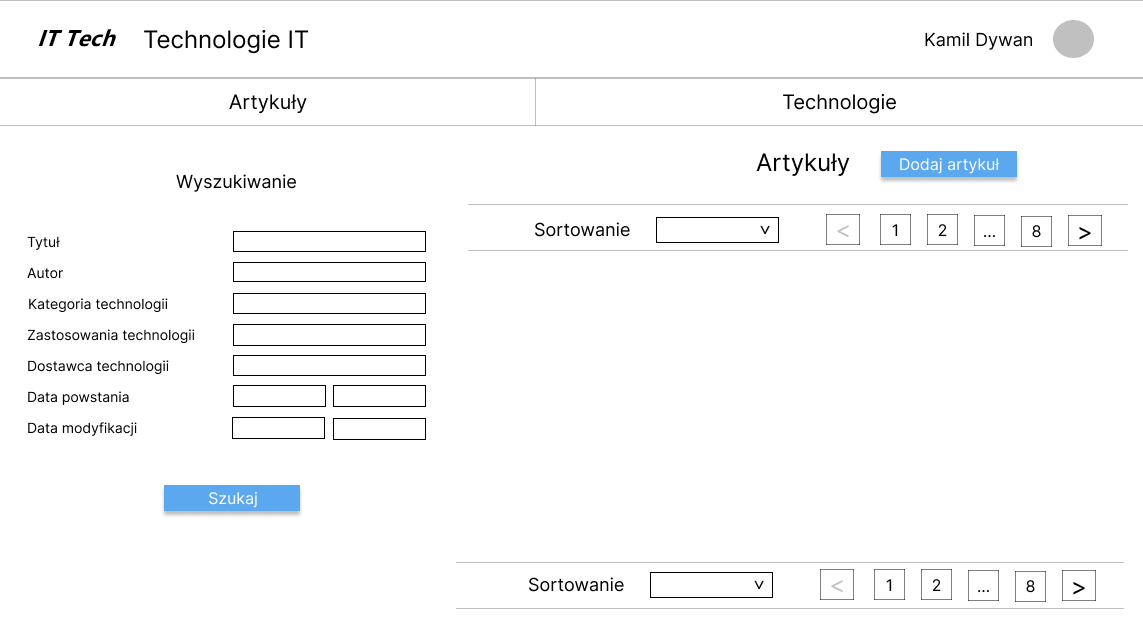 IT Tech Technologie IT Kamil Dywan
Artykuły Technologie
Wyszukiwanie
Tytuł
Autor
Kategoria technologii
Zastosowania technologii
Dostawca technologii
Data powstania
Data modyfikacji
Szukaj
Artykuły Dodaj artykuł
Sortowanie < 1 2 ... 8 >
Sortowanie < 1 2 ... 8 >